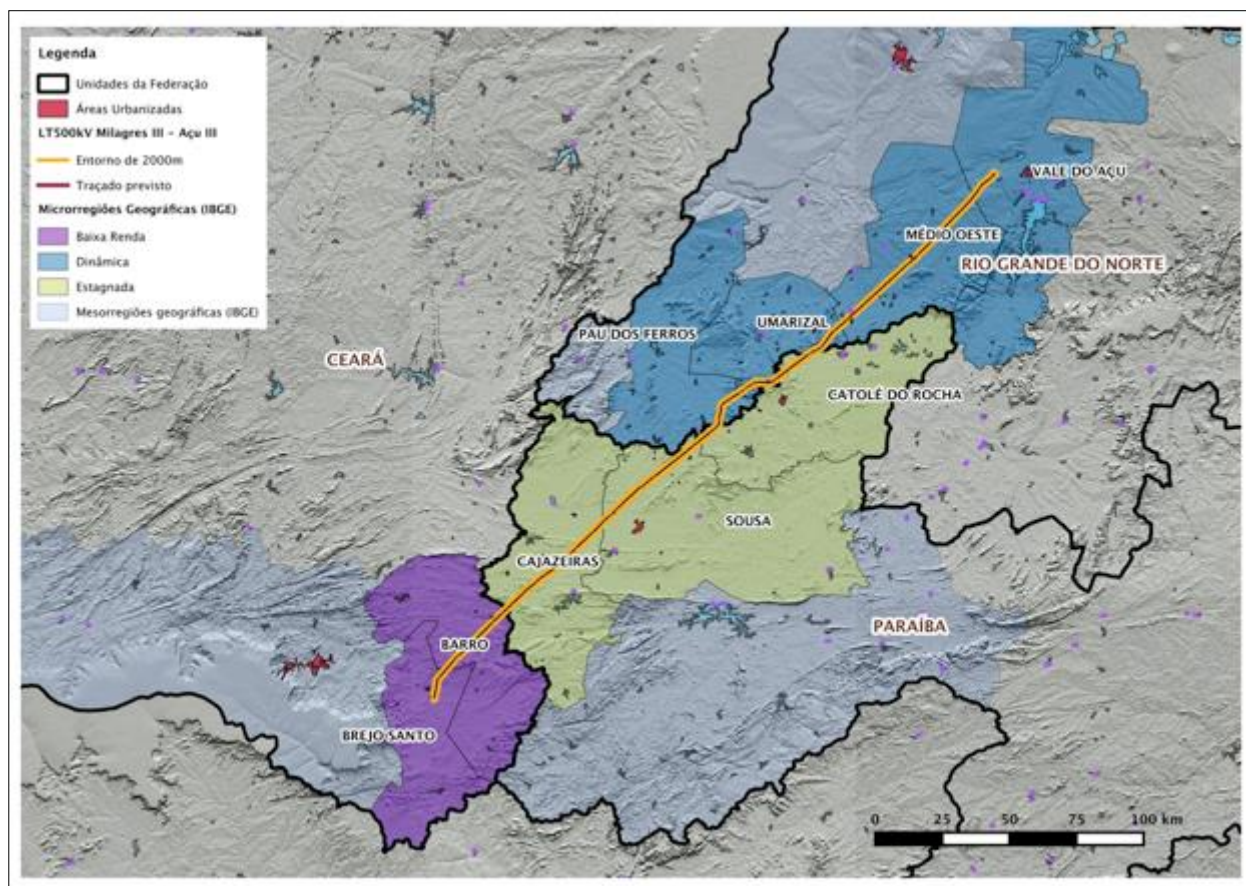 Legenda
Unidades da Federação
Áreas Urbanizadas
LT500kV Milagres III - Açu III
Entorno de 2000m
Traçado previsto
Microrregiões Geográficas (IBGE)
Baixa Renda
Dinâmica
Estagnada
Mesorregiões geográficas (IBGE)
VALE DO AÇU
MÉDIO OESTE
RIO GRANDE DO NORTE
UMARIZAL
PAU DOS FERROS
CEARÁ
CATOLÉ DO ROCHA
SOUSA
CAJAZEIRAS
PARAÍBA
BARRO
BREJO SANTO
0 25 50 75 100 km